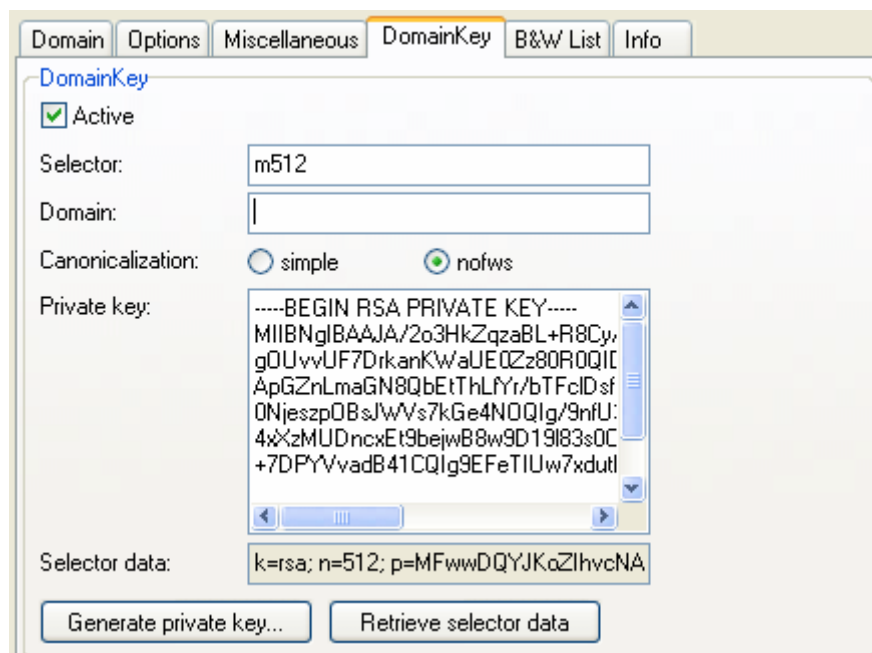 Domain Options Miscellaneous DomainKey B&W List Info
DomainKey
Active
Selector: m512
Domain:
Canonicalization: simple nofws
Private key: -----BEGIN RSA PRIVATE KEY-----
MIIBNgIBAAJA/2o3HkZqzaBL+R8Cy/
gOUvvUF7DrkanKWaUE0Zz80R0QID
ApGZnLmaGN8QbEtThLfYr/bTFcIDsf
0NjeszpOBsJWVs7kGe4NOQIg/9nfU
4xXzMUDncxEt9bejwB8w9D19I83s0C
+7DPYVvadB41CQIg9EFeTIUw7xdutl
Selector data: k=rsa; n=512; p=MFwwDQYJKoZIhvcNA
Generate private key... Retrieve selector data